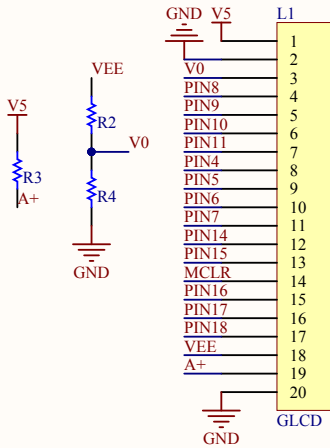 GND
V5
L1
1
2
V0 3
PIN8 4
PIN9 5
PIN10 6
PIN11 7
PIN4 8
PIN5 9
PIN6 10
PIN7 11
PIN14 12
PIN15 13
MCLR 14
PIN16 15
PIN17 16
PIN18 17
VEE 18
A+ 19
20
GND
GLCD
VEE
R2
V0
R4
GND
V5
R3
A+